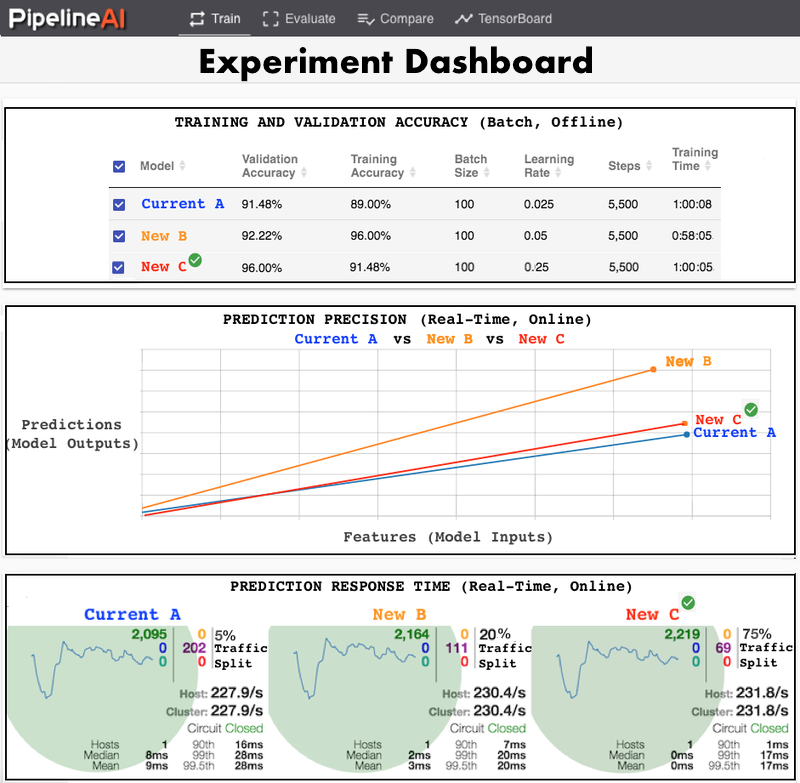 PipelineAI Train Evaluate Compare TensorBoard
Experiment Dashboard
TRAINING AND VALIDATION ACCURACY (Batch, Offline)
Model Validation Accuracy Training Accuracy Batch Size Learning Rate Steps Training Time
Current A 91.48% 89.00% 100 0.025 5,500 1:00:08
New B 92.22% 96.00% 100 0.05 5,500 0:58:05
New C 96.00% 91.48% 100 0.25 5,500 1:00:05
PREDICTION PRECISION (Real-Time, Online)
Current A vs New B vs New C
New B
New C
Current A
Predictions
(Model Outputs)
Features (Model Inputs)
PREDICTION RESPONSE TIME (Real-Time, Online)
Current A
2,095 0 5%
0 202 Traffic
0 0 Split
Host: 227.9/s
Cluster: 227.9/s
Circuit Closed
Hosts 1 90th 16ms
Median 8ms 99th 28ms
Mean 9ms 99.5th 28ms
New B
2,164 0 20%
0 111 Traffic
0 0 Split
Host: 230.4/s
Cluster: 230.4/s
Circuit Closed
Hosts 1 90th 7ms
Median 2ms 99th 20ms
Mean 3ms 99.5th 20ms
New C
2,219 0 75%
0 69 Traffic
0 0 Split
Host: 231.8/s
Cluster: 231.8/s
Circuit Closed
Hosts 1 90th 1ms
Median 0ms 99th 17ms
Mean 0ms 99.5th 17ms